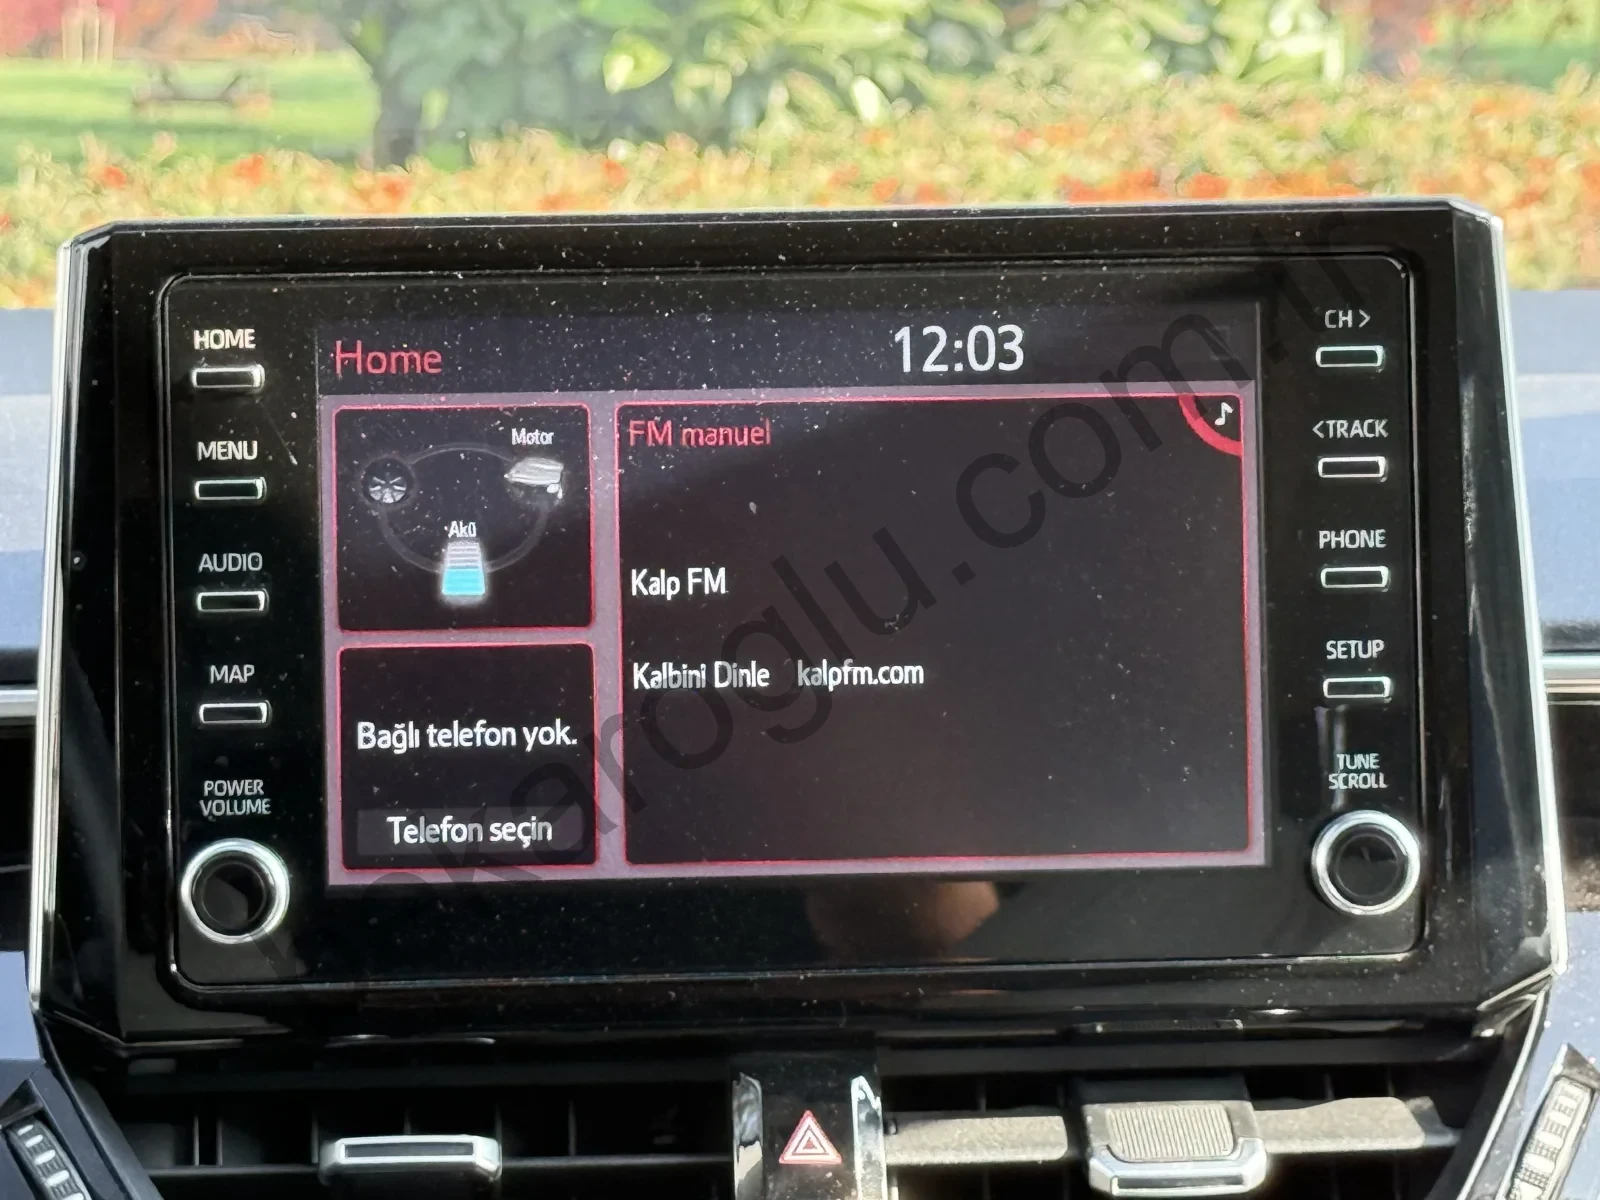 HOME
MENU
AUDIO
MAP
POWER
VOLUME
Home
12:03
Motor
Akü
Bağlı telefon yok.
Telefon seçin
FM manuel
Kalp FM
Kalbini Dinle kalpfm.com
CH>
<TRACK
PHONE
SETUP
TUNE
SCROLL